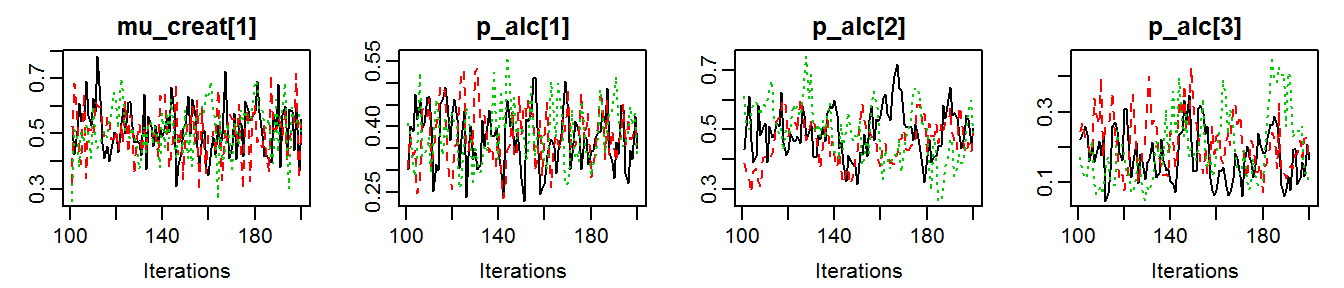 mu_creat[1] p_alc[1] p_alc[2] p_alc[3]
0.7 0.5 0.3
0.55 0.40 0.25
0.7 0.5 0.3
0.3 0.1
100 140 180 100 140 180 100 140 180 100 140 180
Iterations Iterations Iterations Iterations